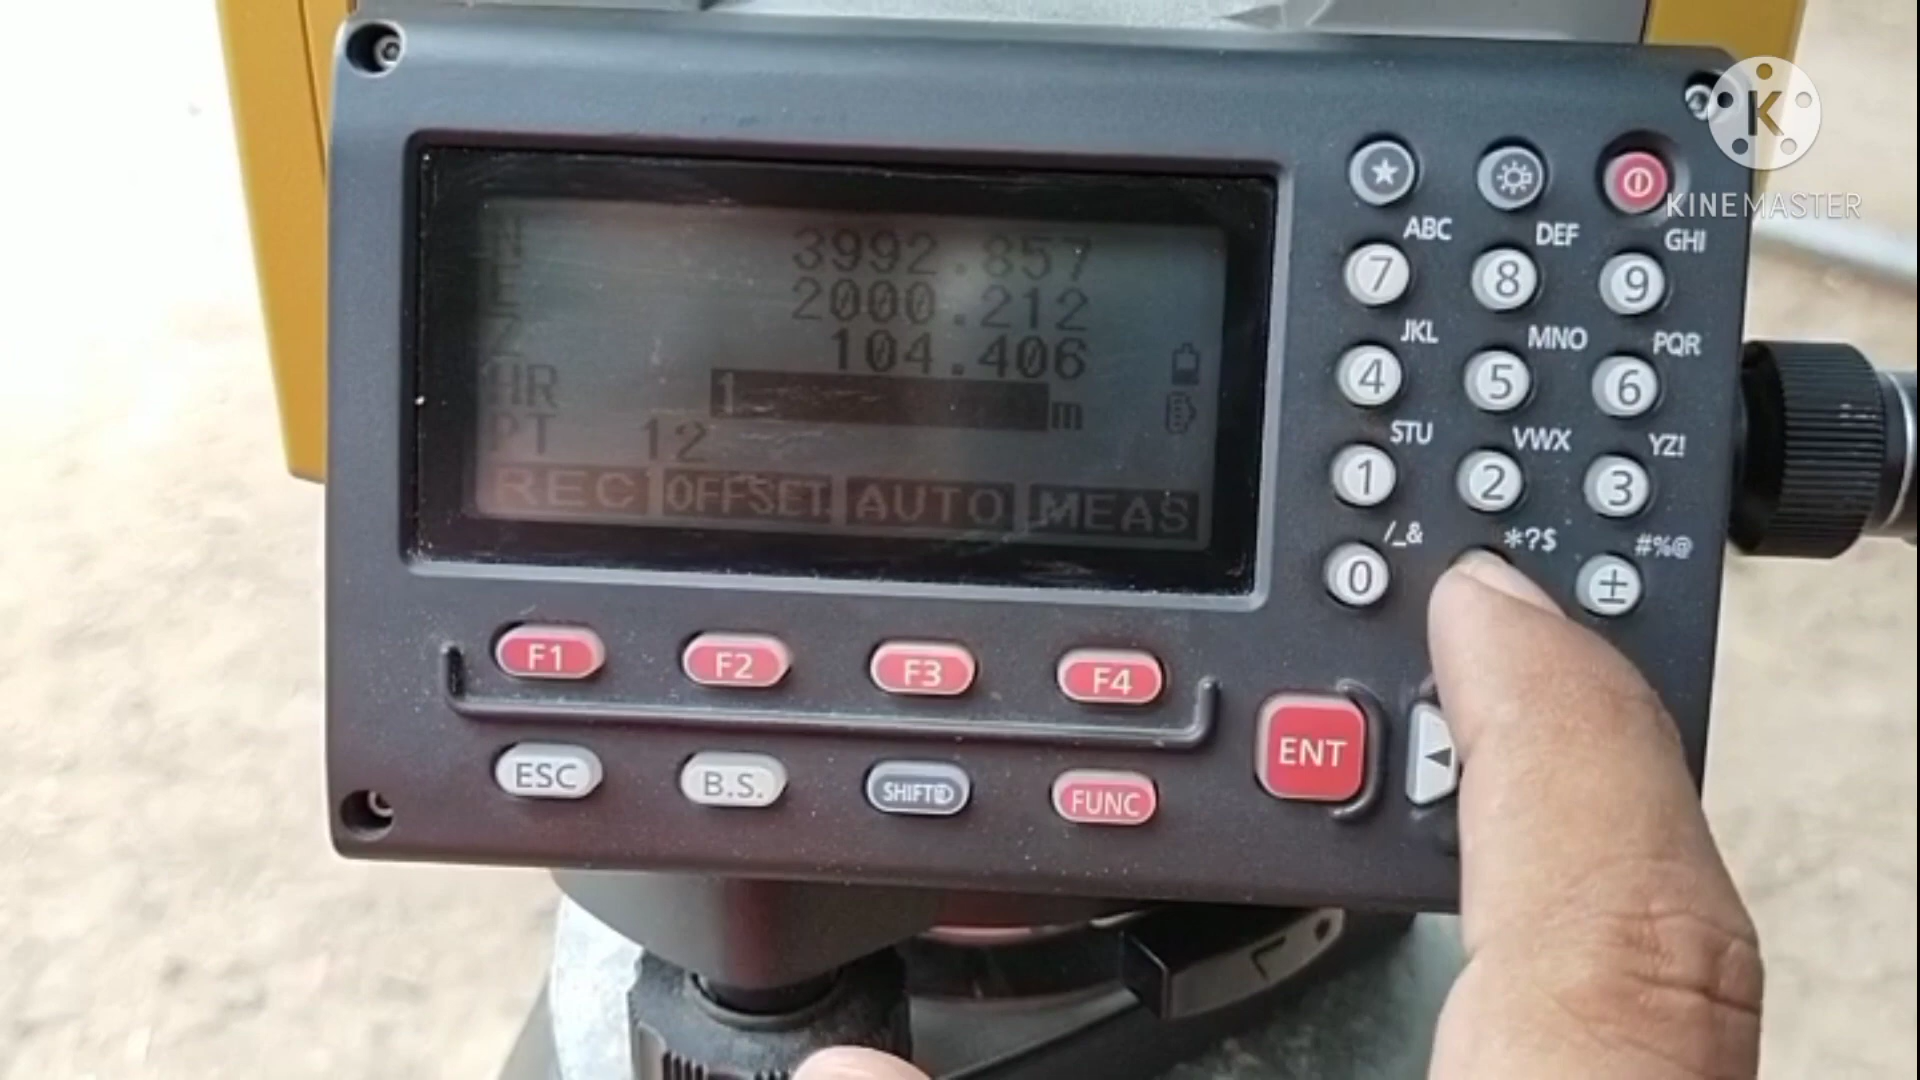 N 3992.857
E 2000.212
Z 104.406
HR 1 m
PT 12
REC OFFSET AUTO MEAS
F1 F2 F3 F4
ESC B.S. SHIFT FUNC
ENT
ABC DEF GHI
7 8 9
JKL MNO PQR
4 5 6
STU VWX YZ!
1 2 3
/_& *?$ #%@
0 ±
K
KINEMASTER